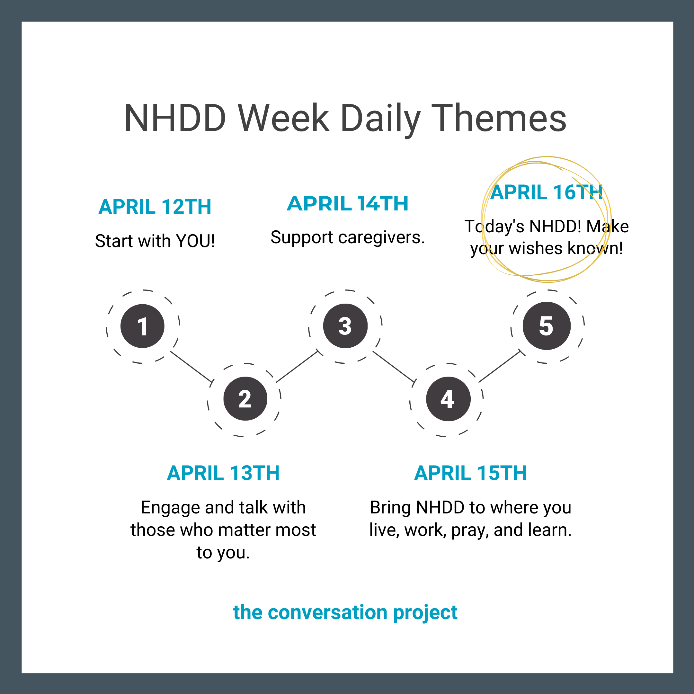 NHDD Week Daily Themes
APRIL 12TH
Start with YOU!
APRIL 14TH
Support caregivers.
APRIL 16TH
Today's NHDD! Make
your wishes known!
1
2
3
4
5
APRIL 13TH
Engage and talk with
those who matter most
to you.
APRIL 15TH
Bring NHDD to where you
live, work, pray, and learn.
the conversation project